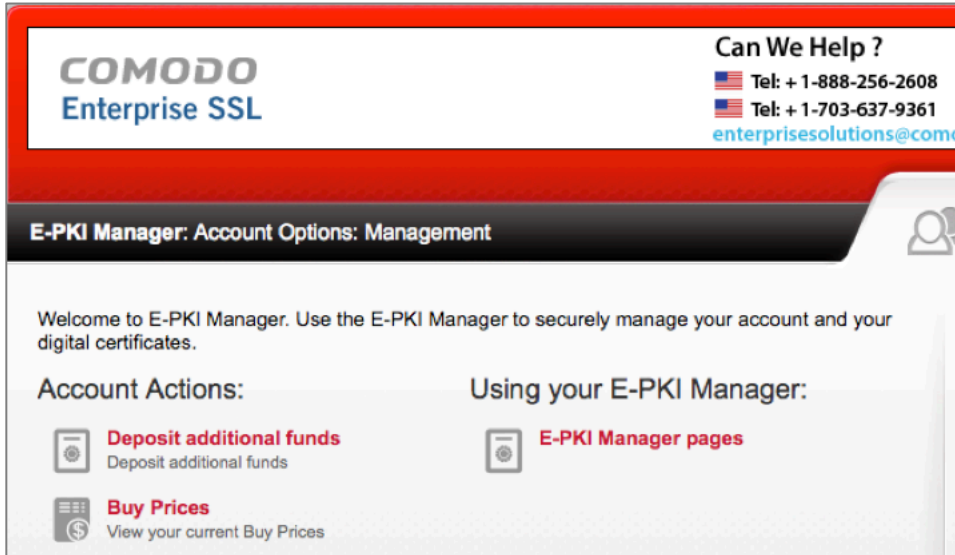 COMODO
Enterprise SSL
Can We Help ?
Tel: + 1-888-256-2608
Tel: + 1-703-637-9361
enterprisesolutions@com
E-PKI Manager: Account Options: Management
Welcome to E-PKI Manager. Use the E-PKI Manager to securely manage your account and your
digital certificates.
Account Actions:
Deposit additional funds
Deposit additional funds
Buy Prices
View your current Buy Prices
Using your E-PKI Manager:
E-PKI Manager pages